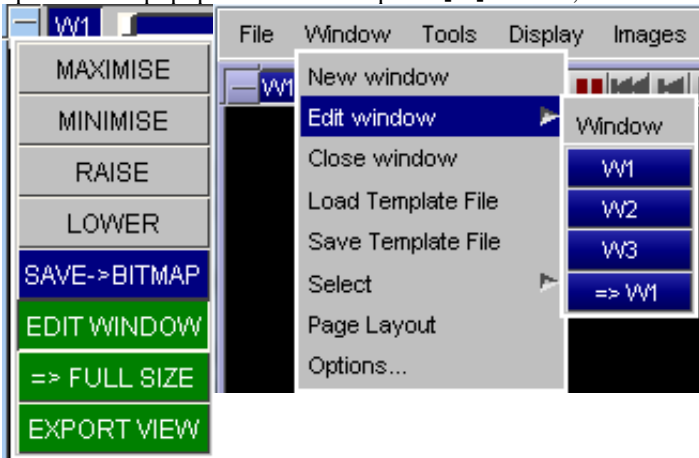 W1
MAXIMISE
MINIMISE
RAISE
LOWER
SAVE->BITMAP
EDIT WINDOW
=> FULL SIZE
EXPORT VIEW
File Window Tools Display Images
W1
New window
Edit window
Close window
Load Template File
Save Template File
Select
Page Layout
Options...
Window
W1
W2
W3
=> W1